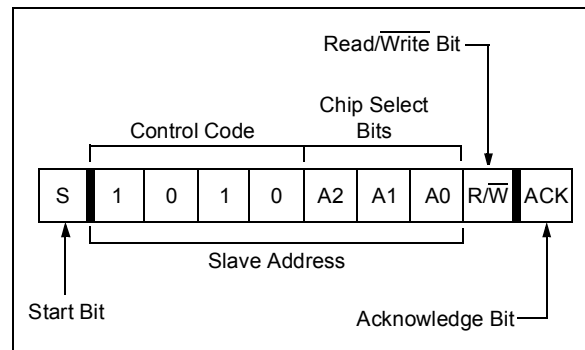 Read/Write Bit
Chip Select
Control Code Bits
S 1 0 1 0 A2 A1 A0 R/W ACK
Slave Address
Start Bit
Acknowledge Bit